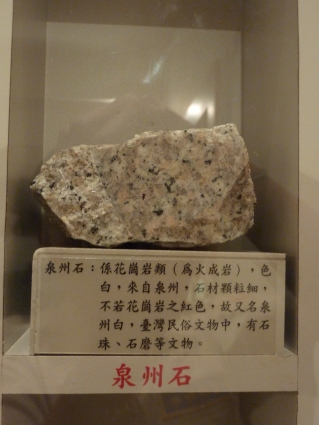 泉州石：係花崗岩類（為火成岩），色
白，來自泉州，石材顆粒細，
不若花崗岩之紅色，故又名泉
州白，臺灣民俗文物中，有石
珠、石磨等文物。
泉州石